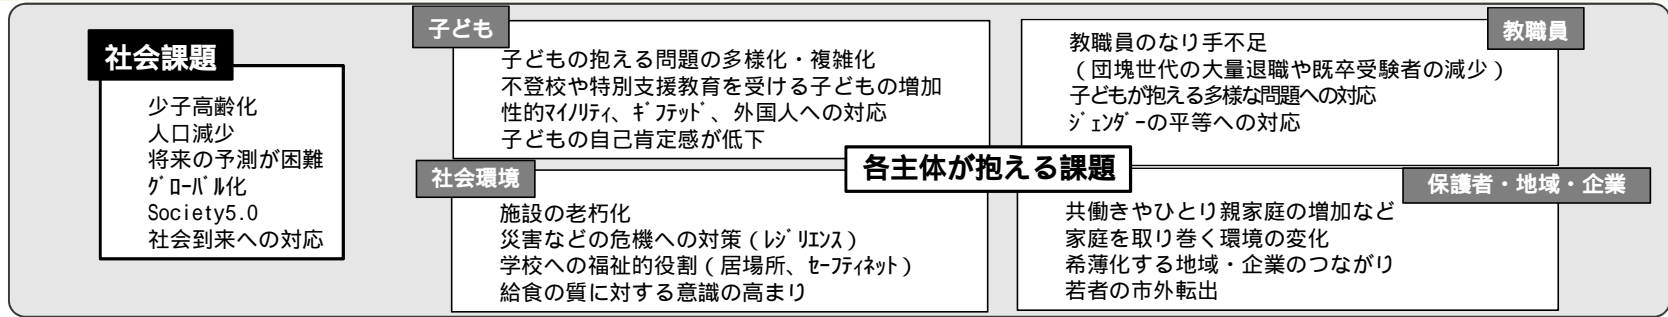 社会課題
少子高齢化
人口減少
将来の予測が困難
ｸﾞﾛｰﾊﾞﾙ化
Society5.0
社会到来への対応
子ども
子どもの抱える問題の多様化・複雑化
不登校や特別支援教育を受ける子どもの増加
性的ﾏｲﾉﾘﾃｨ、ｷﾞﾌﾃｯﾄﾞ、外国人への対応
子どもの自己肯定感が低下
教職員
教職員のなり手不足
（団塊世代の大量退職や既卒受験者の減少）
子どもが抱える多様な問題への対応
ｼﾞｪﾝﾀﾞｰの平等への対応
各主体が抱える課題
社会環境
施設の老朽化
災害などの危機への対策（ﾚｼﾞﾘｴﾝｽ）
学校への福祉的役割（居場所、ｾｰﾌﾃｨﾈｯﾄ）
給食の質に対する意識の高まり
保護者・地域・企業
共働きやひとり親家庭の増加など
家庭を取り巻く環境の変化
希薄化する地域・企業のつながり
若者の市外転出